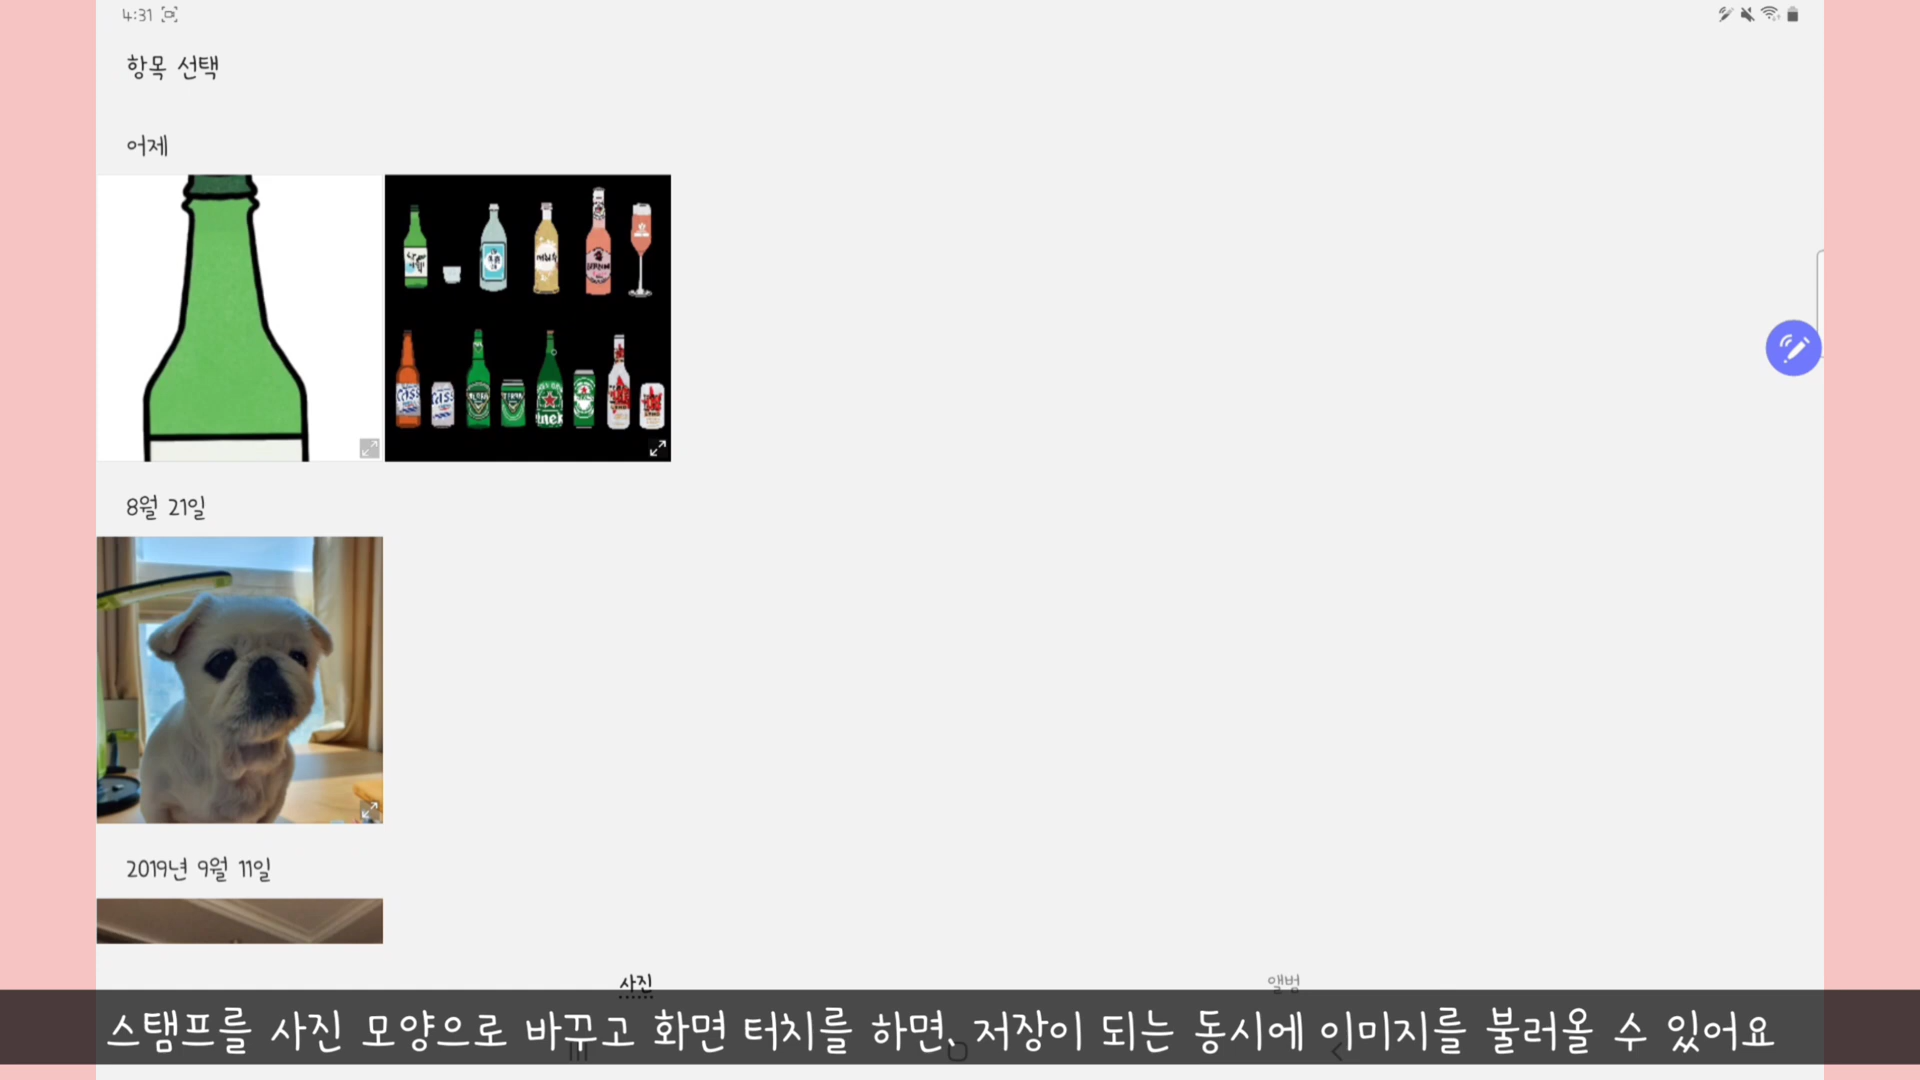 4:31
항목 선택
어제
8월 21일
2019년 9월 11일
사진
앨범
스탬프를 사진 모양으로 바꾸고 화면 터치를 하면, 저장이 되는 동시에 이미지를 불러올 수 있어요